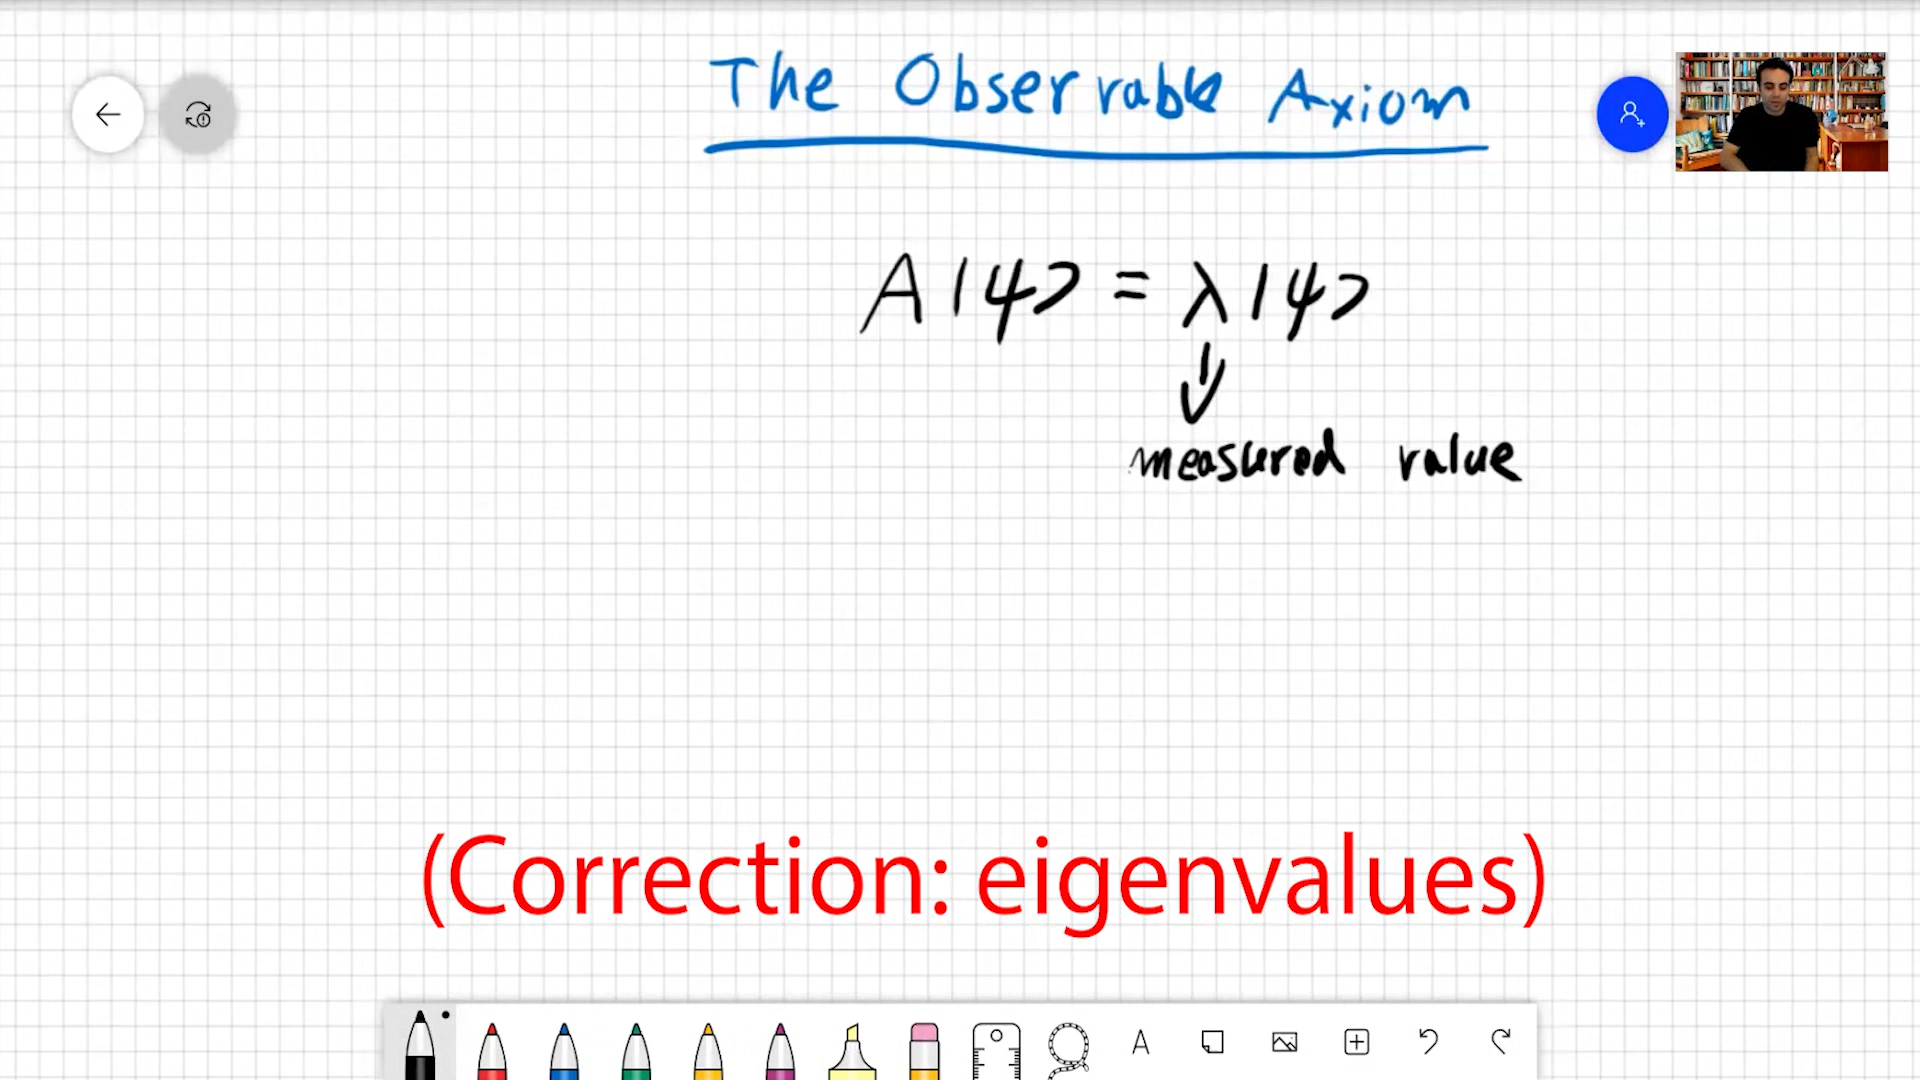 The Observable Axiom
A|ψ> = λ|ψ>
measured value
(Correction: eigenvalues)
A